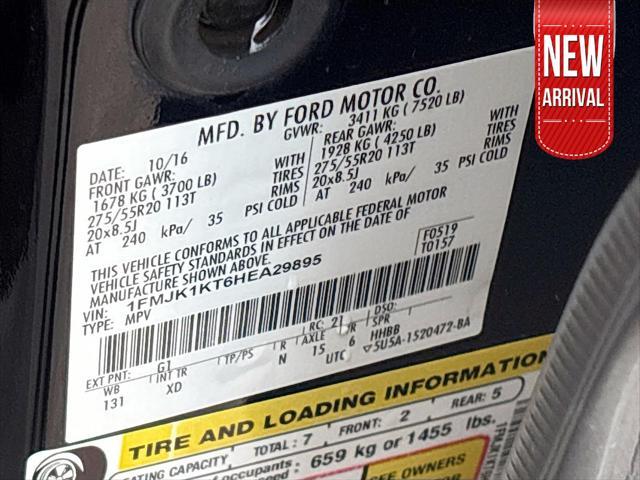 NEW
ARRIVAL
MFD. BY FORD MOTOR CO.
DATE: 10/16
GVWR: 3411 KG ( 7520 LB)
FRONT GAWR: WITH
1678 KG ( 3700 LB) TIRES
275/55R20 113T RIMS
20x8.5J
AT 240 kPa/ 35 PSI COLD
REAR GAWR: WITH
1928 KG ( 4250 LB) TIRES
275/55R20 113T RIMS
20x8.5J
AT 240 kPa/ 35 PSI COLD
THIS VEHICLE CONFORMS TO ALL APPLICABLE FEDERAL MOTOR
VEHICLE SAFETY STANDARDS IN EFFECT ON THE DATE OF
MANUFACTURE SHOWN ABOVE.
VIN: 1FMJK1KT6HEA29895
TYPE: MPV
F0519
T0157
EXT PNT: G1 RC: 21 DSO:
WB INT TR TP/PS R AXLE TR SPR
131 XD N 15 6 HHBB
UTC ▽5U5A-1520472-BA
TIRE AND LOADING INFORMATION
SEATING CAPACITY TOTAL: 7 FRONT: 2 REAR: 5
occupants 659 kg or 1455 lbs.
SEE OWNERS